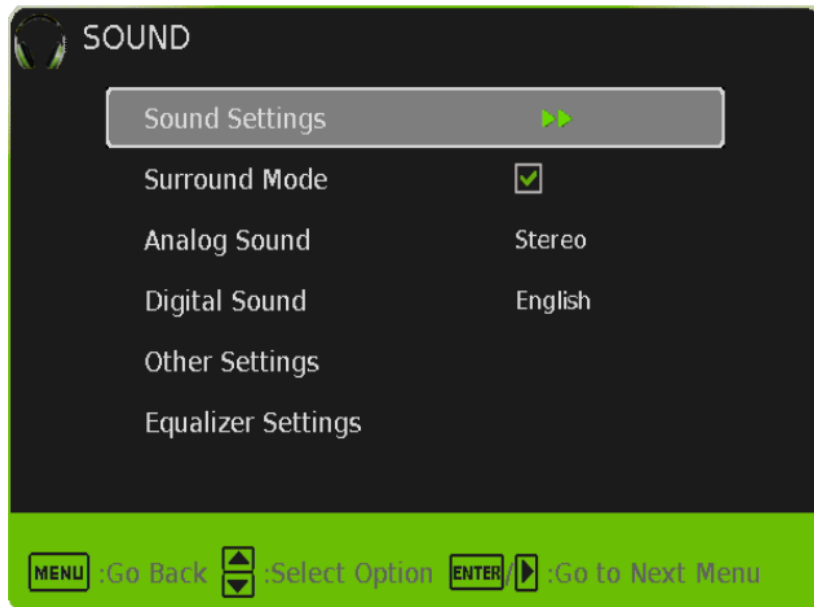 SOUND
Sound Settings
Surround Mode
Analog Sound Stereo
Digital Sound English
Other Settings
Equalizer Settings
MENU :Go Back :Select Option ENTER/ :Go to Next Menu